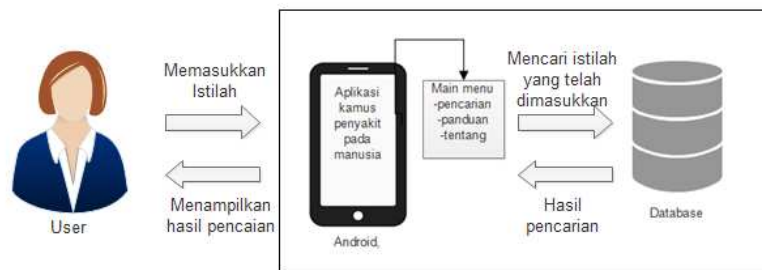 Memasukkan
Istilah
Menampilkan
hasil pencaian
User
Aplikasi
kamus
penyakit
pada
manusia
Android,
Main menu
-pencarian
-panduan
-tentang
Mencari istilah
yang telah
dimasukkan
Hasil
pencarian
Database